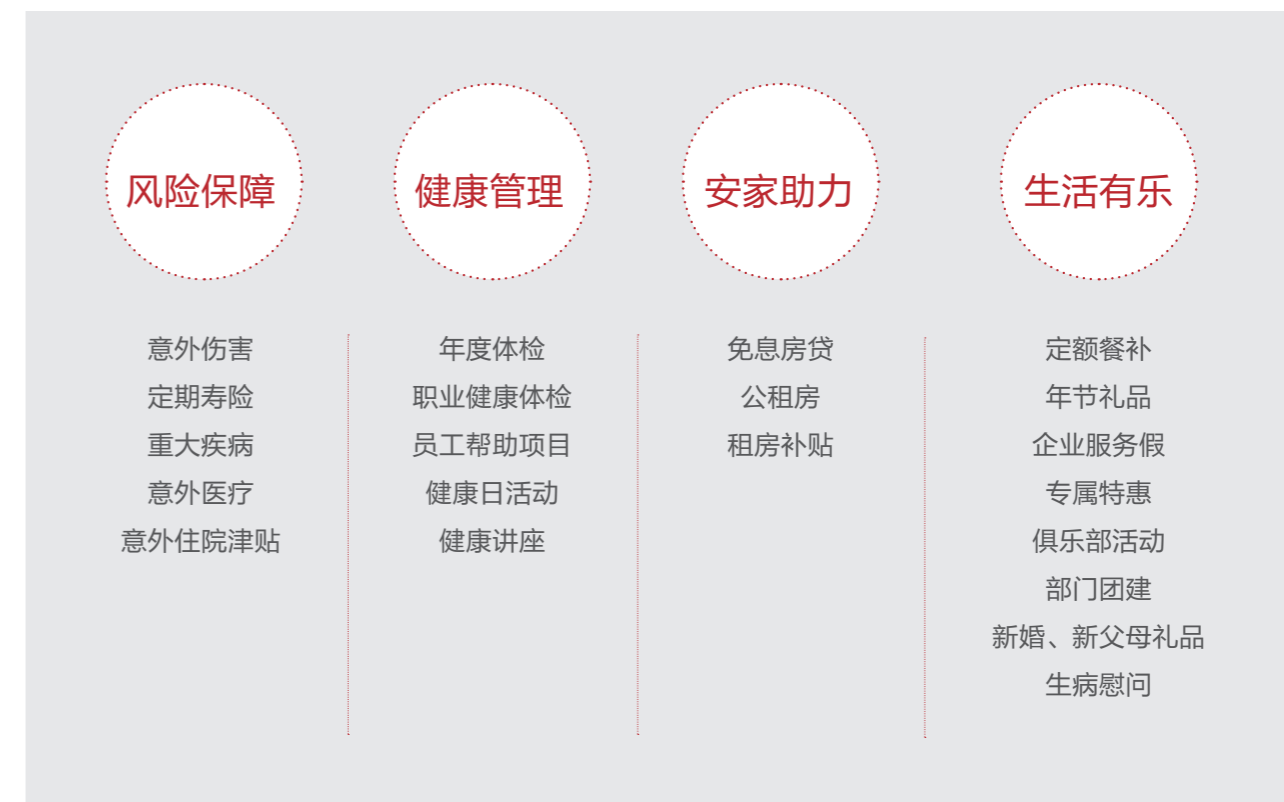 风险保障
意外伤害
定期寿险
重大疾病
意外医疗
意外住院津贴
健康管理
年度体检
职业健康体检
员工帮助项目
健康日活动
健康讲座
安家助力
免息房贷
公租房
租房补贴
生活有乐
定额餐补
年节礼品
企业服务假
专属特惠
俱乐部活动
部门团建
新婚、新父母礼品
生病慰问